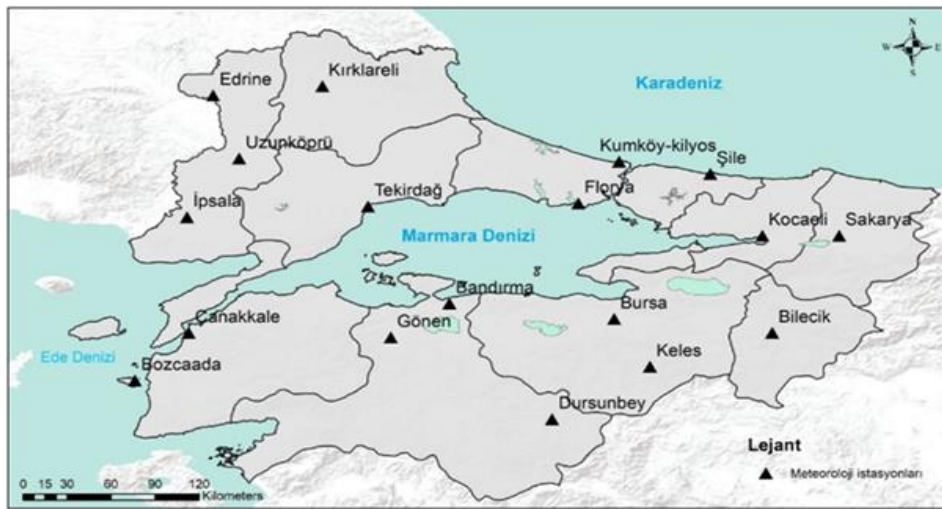 N
W E
S
Kırklareli
Edrine
Karadeniz
Uzunköprü
Kumköy-kilyos
Şile
İpsala
Tekirdağ
Florya
Kocaeli
Sakarya
Marmara Denizi
Bandırma
Çanakkale
Gönen
Bursa
Bilecik
Ede Denizi
Bozcaada
Keles
Dursunbey
Lejant
Meteoroloji istasyonları
0 15 30 60 90 120
Kilometers